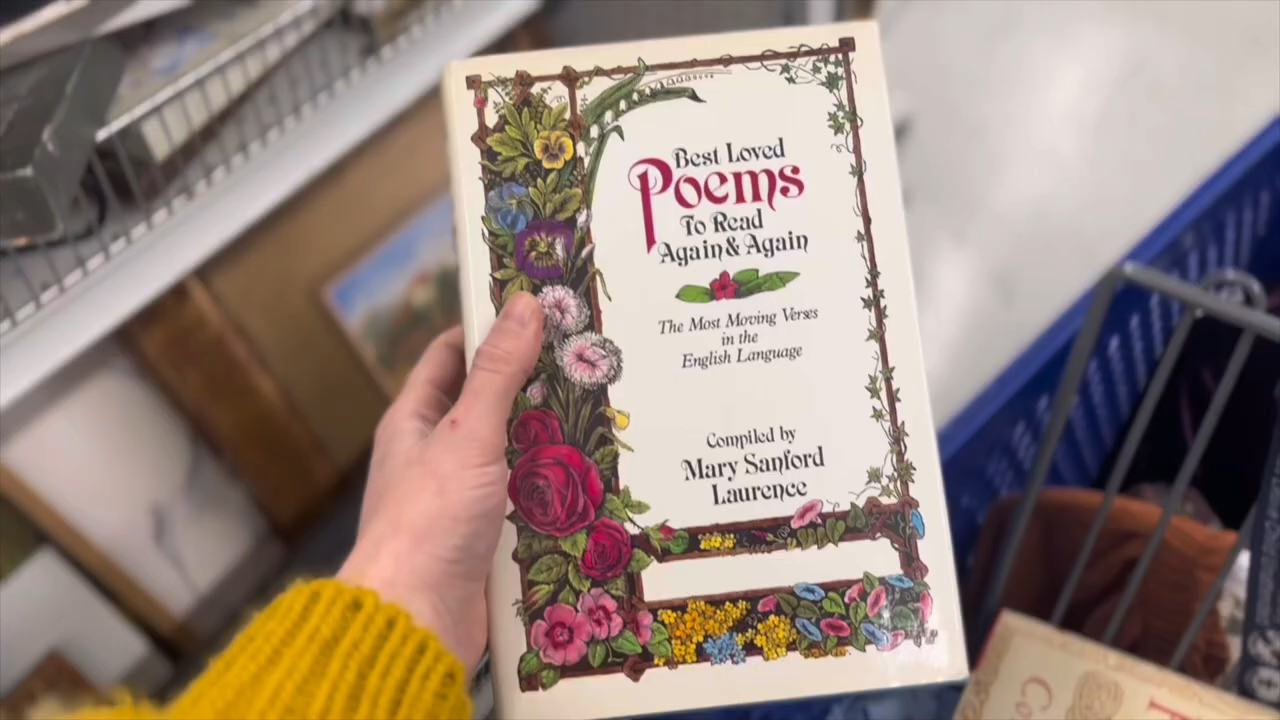 Best Loved
Poems
To Read
Again & Again
The Most Moving Verses
in the
English Language
Compiled by
Mary Sanford
Laurence